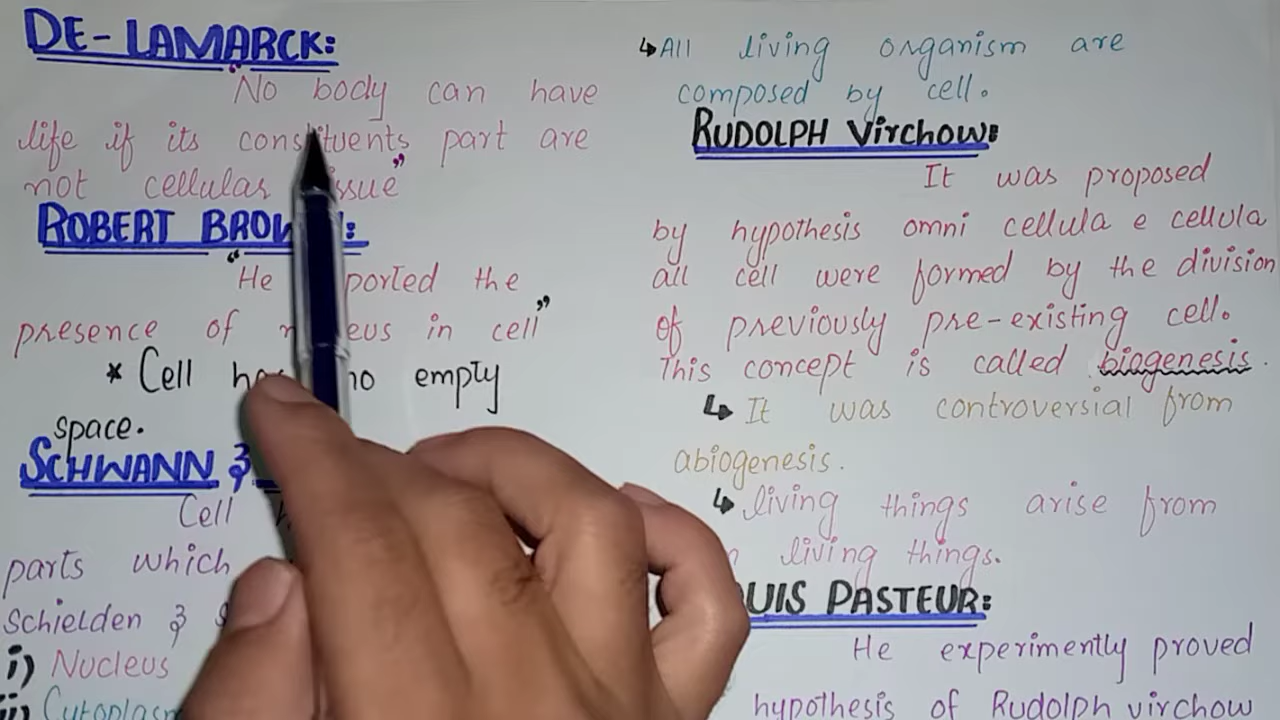 DE-LAMARCK:
"No body can have
life if its constituents part are
not cellular
ROBERT
"He the
presence of in cell"
* Cell no empty
space.
SCHWANN &
Cell
parts which
Schielden &
i) Nucleus
ii) Cytoplasm
↳ All living organism are
composed by cell.
RUDOLPH Virchow:
It was proposed
by hypothesis omni cellula e cellula
all cell were formed by the division
of previously pre-existing cell.
This concept is called biogenesis.
↳ It was controversial from
abiogenesis.
↳ living things arise from
living things.
PASTEUR:
He experimently proved
hypothesis of Rudolph virchow